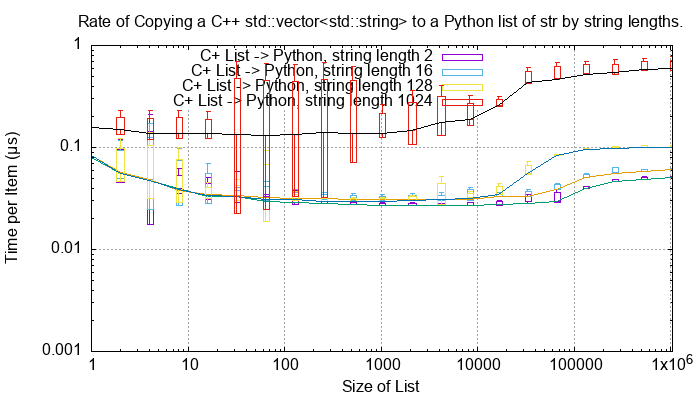 Rate of Copying a C++ std::vector<std::string> to a Python list of str by string lengths.
C+ List -> Python, string length 2
C+ List -> Python, string length 16
C+ List -> Python, string length 128
C+ List -> Python, string length 1024
Time per Item (µs)
1
0.1
0.01
0.001
1 10 100 1000 10000 100000 1x10⁶
Size of List